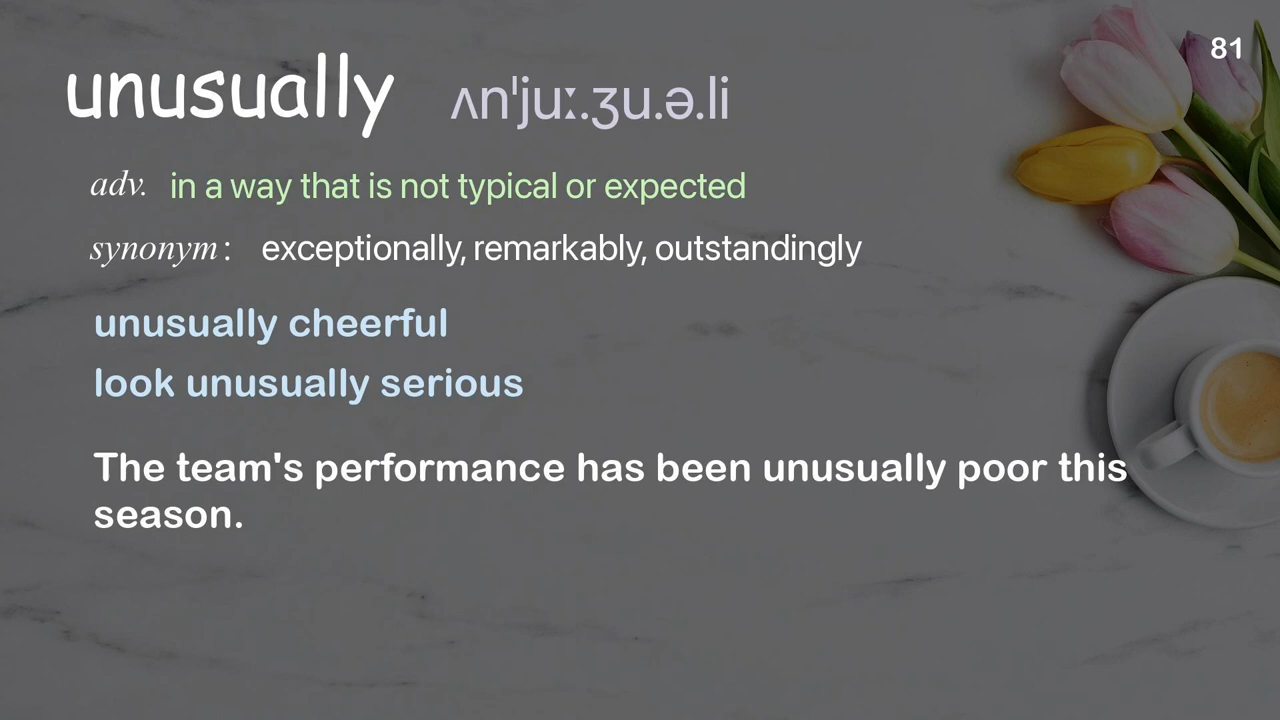 81
unusually ʌnˈjuː.ʒu.ə.li
adv. in a way that is not typical or expected
synonym : exceptionally, remarkably, outstandingly
unusually cheerful
look unusually serious
The team's performance has been unusually poor this
season.